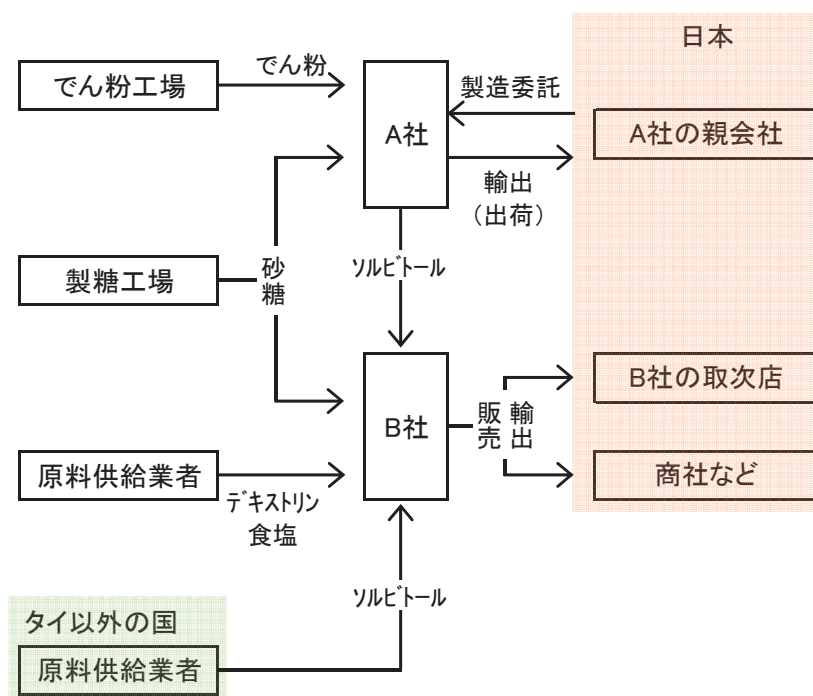 日本
でん粉工場
でん粉
A社
製造委託
A社の親会社
輸出
（出荷）
製糖工場
砂糖
ソルビトール
B社
販売
輸出
B社の取次店
商社など
原料供給業者
デキストリン
食塩
ソルビトール
タイ以外の国
原料供給業者